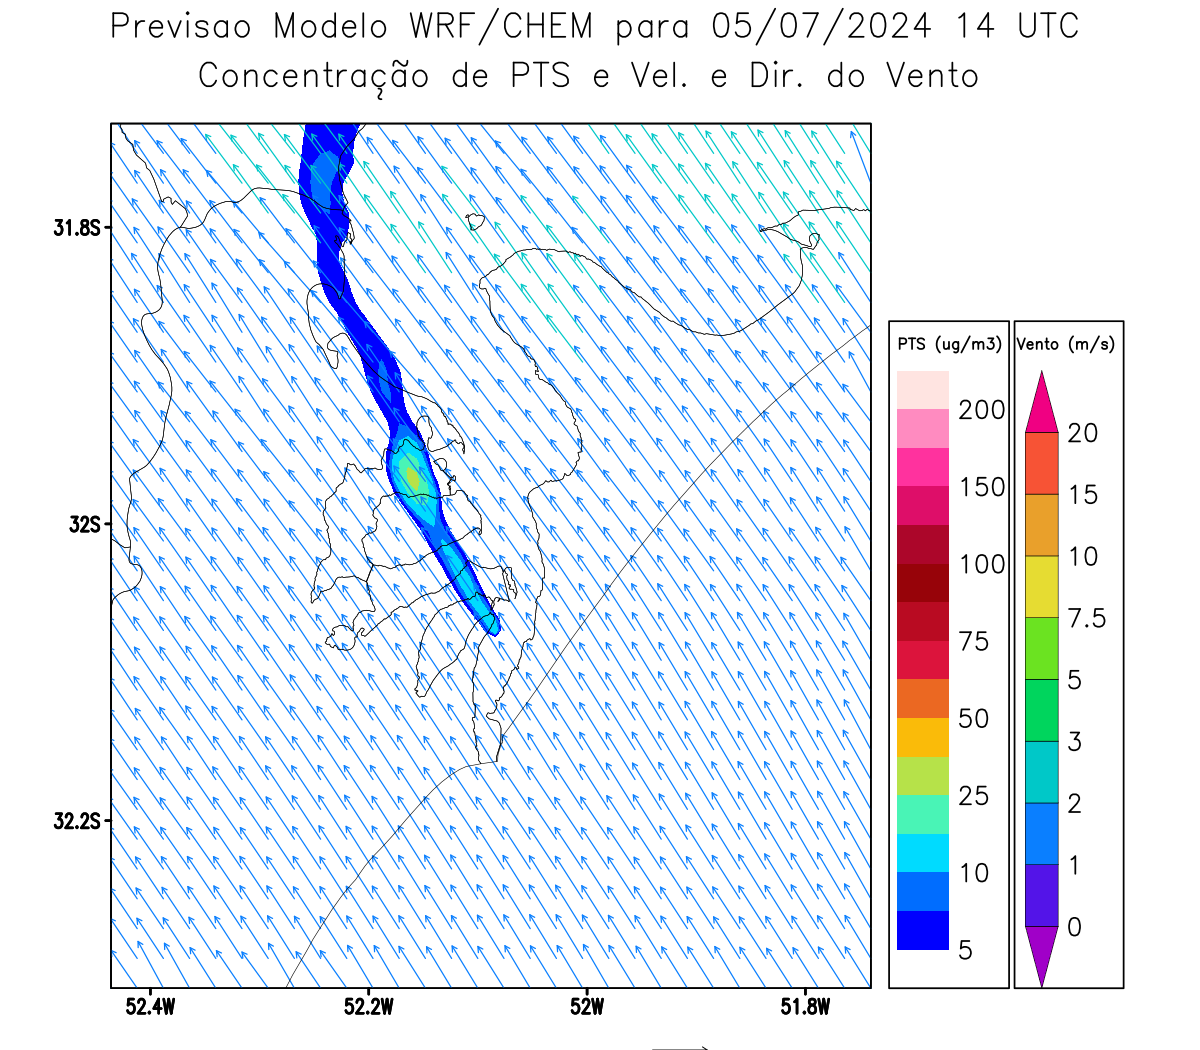 Previsao Modelo WRF/CHEM para 05/07/2024 14 UTC
Concentração de PTS e Vel. e Dir. do Vento
31.8S
32S
32.2S
52.4W 52.2W 52W 51.8W
PTS (ug/m3)
200
150
100
75
50
25
10
5
Vento (m/s)
20
15
10
7.5
5
3
2
1
0